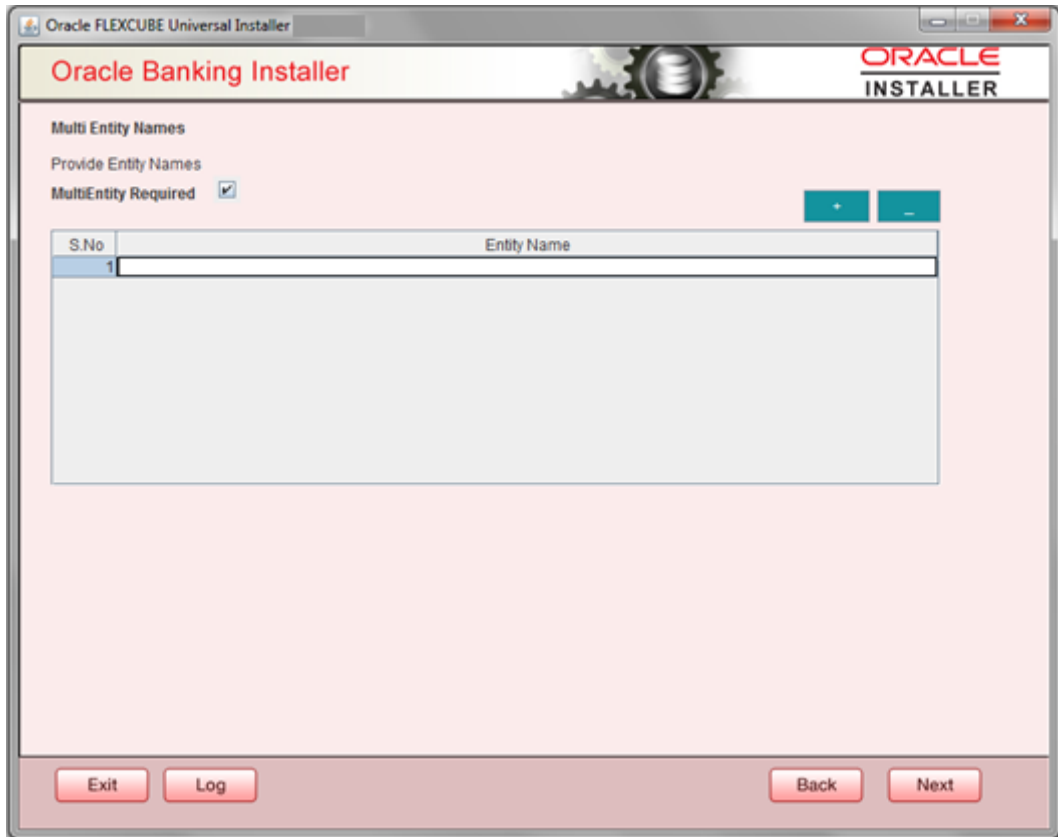 Oracle FLEXCUBE Universal Installer
Oracle Banking Installer
ORACLE
INSTALLER
Multi Entity Names
Provide Entity Names
MultiEntity Required
+ _
S.No Entity Name
1
Exit Log Back Next